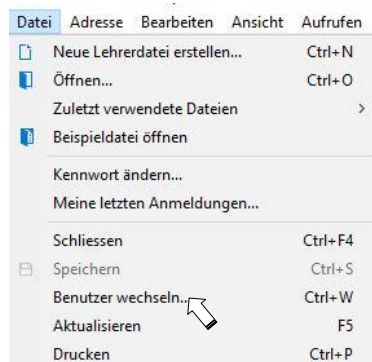 Datei Adresse Bearbeiten Ansicht Aufrufen
Neue Lehrerdatei erstellen... Ctrl+N
Öffnen... Ctrl+O
Zuletzt verwendete Dateien >
Beispieldatei öffnen
Kennwort ändern...
Meine letzten Anmeldungen...
Schliessen Ctrl+F4
Speichern Ctrl+S
Benutzer wechseln... Ctrl+W
Aktualisieren F5
Drucken Ctrl+P